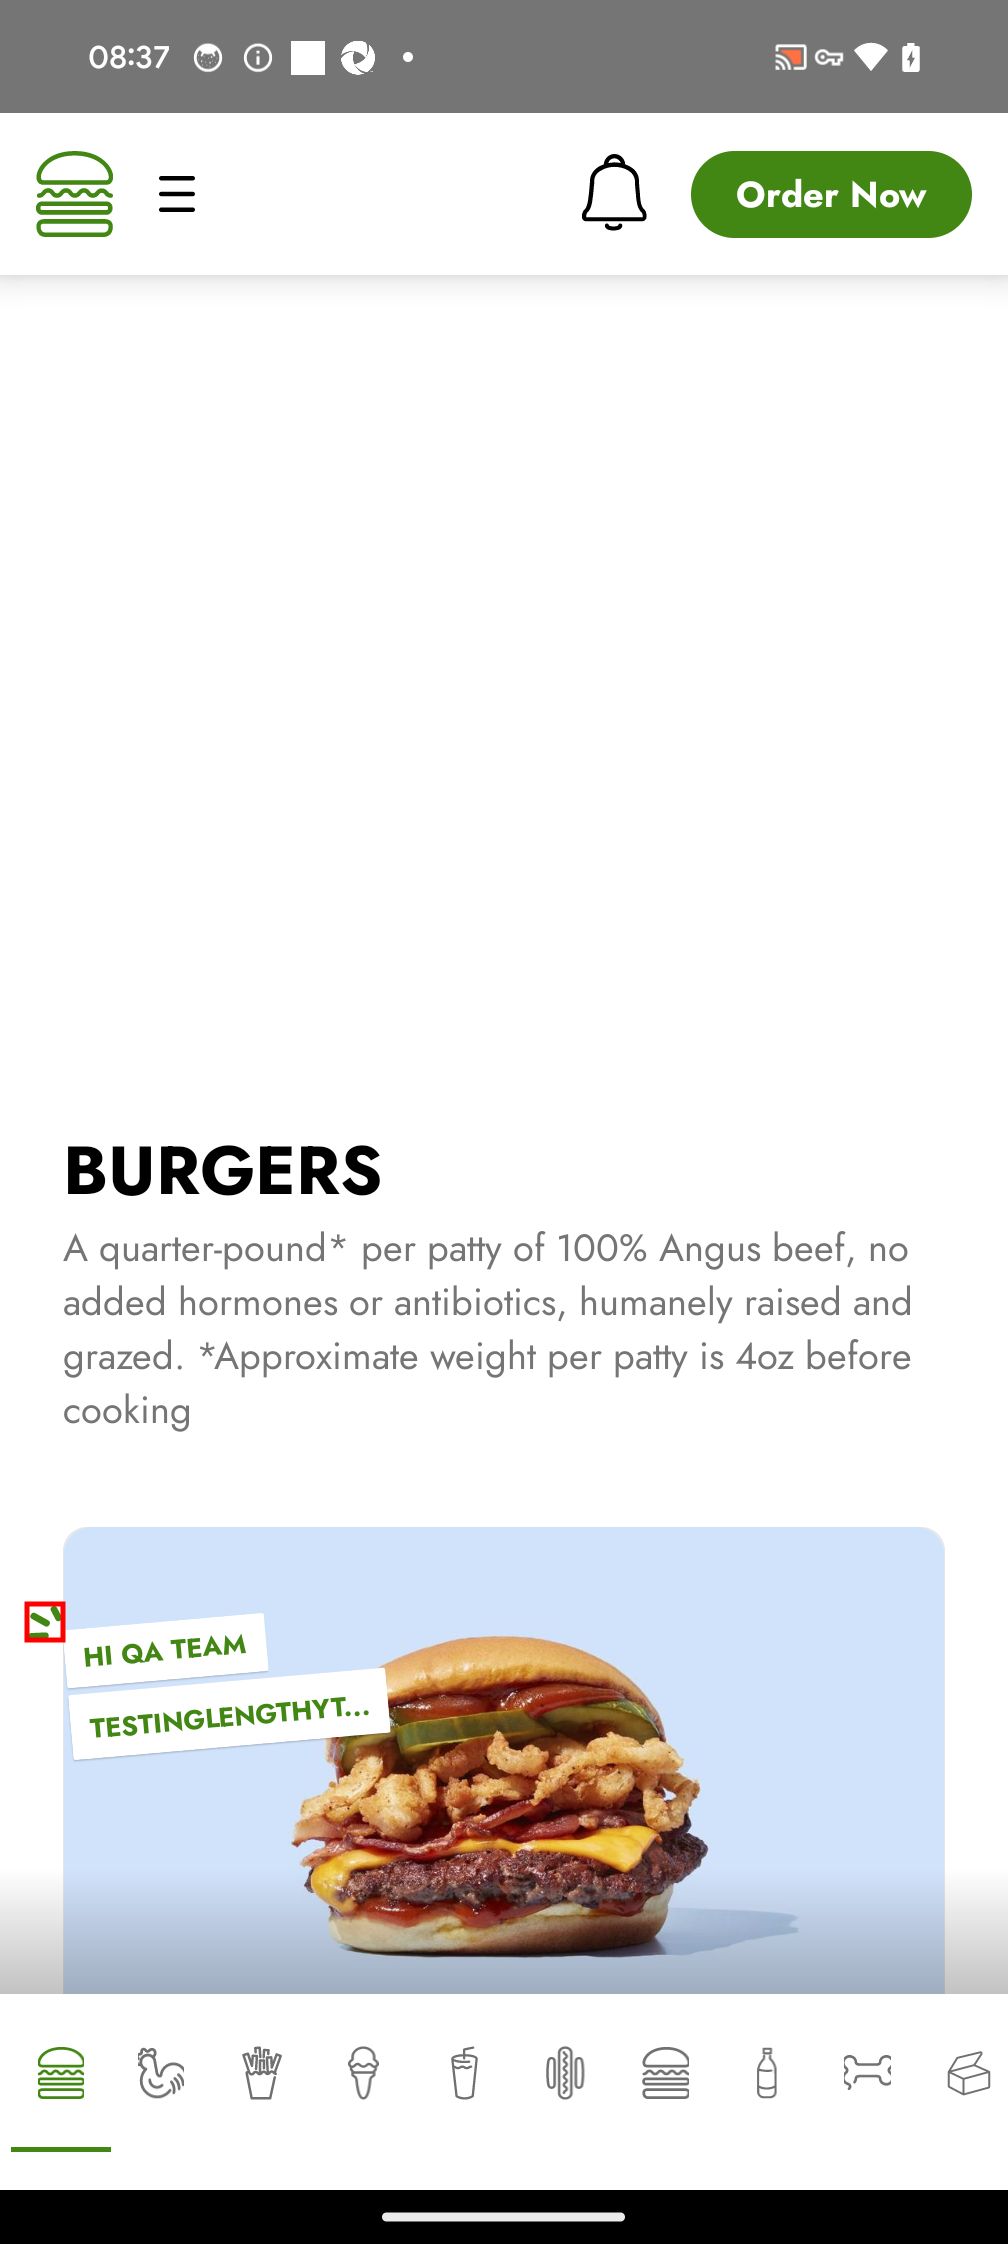 08:37
Order Now
BURGERS
A quarter-pound* per patty of 100% Angus beef, no
added hormones or antibiotics, humanely raised and
grazed. *Approximate weight per patty is 4oz before
cooking
HI QA TEAM
TESTINGLENGTHYT...